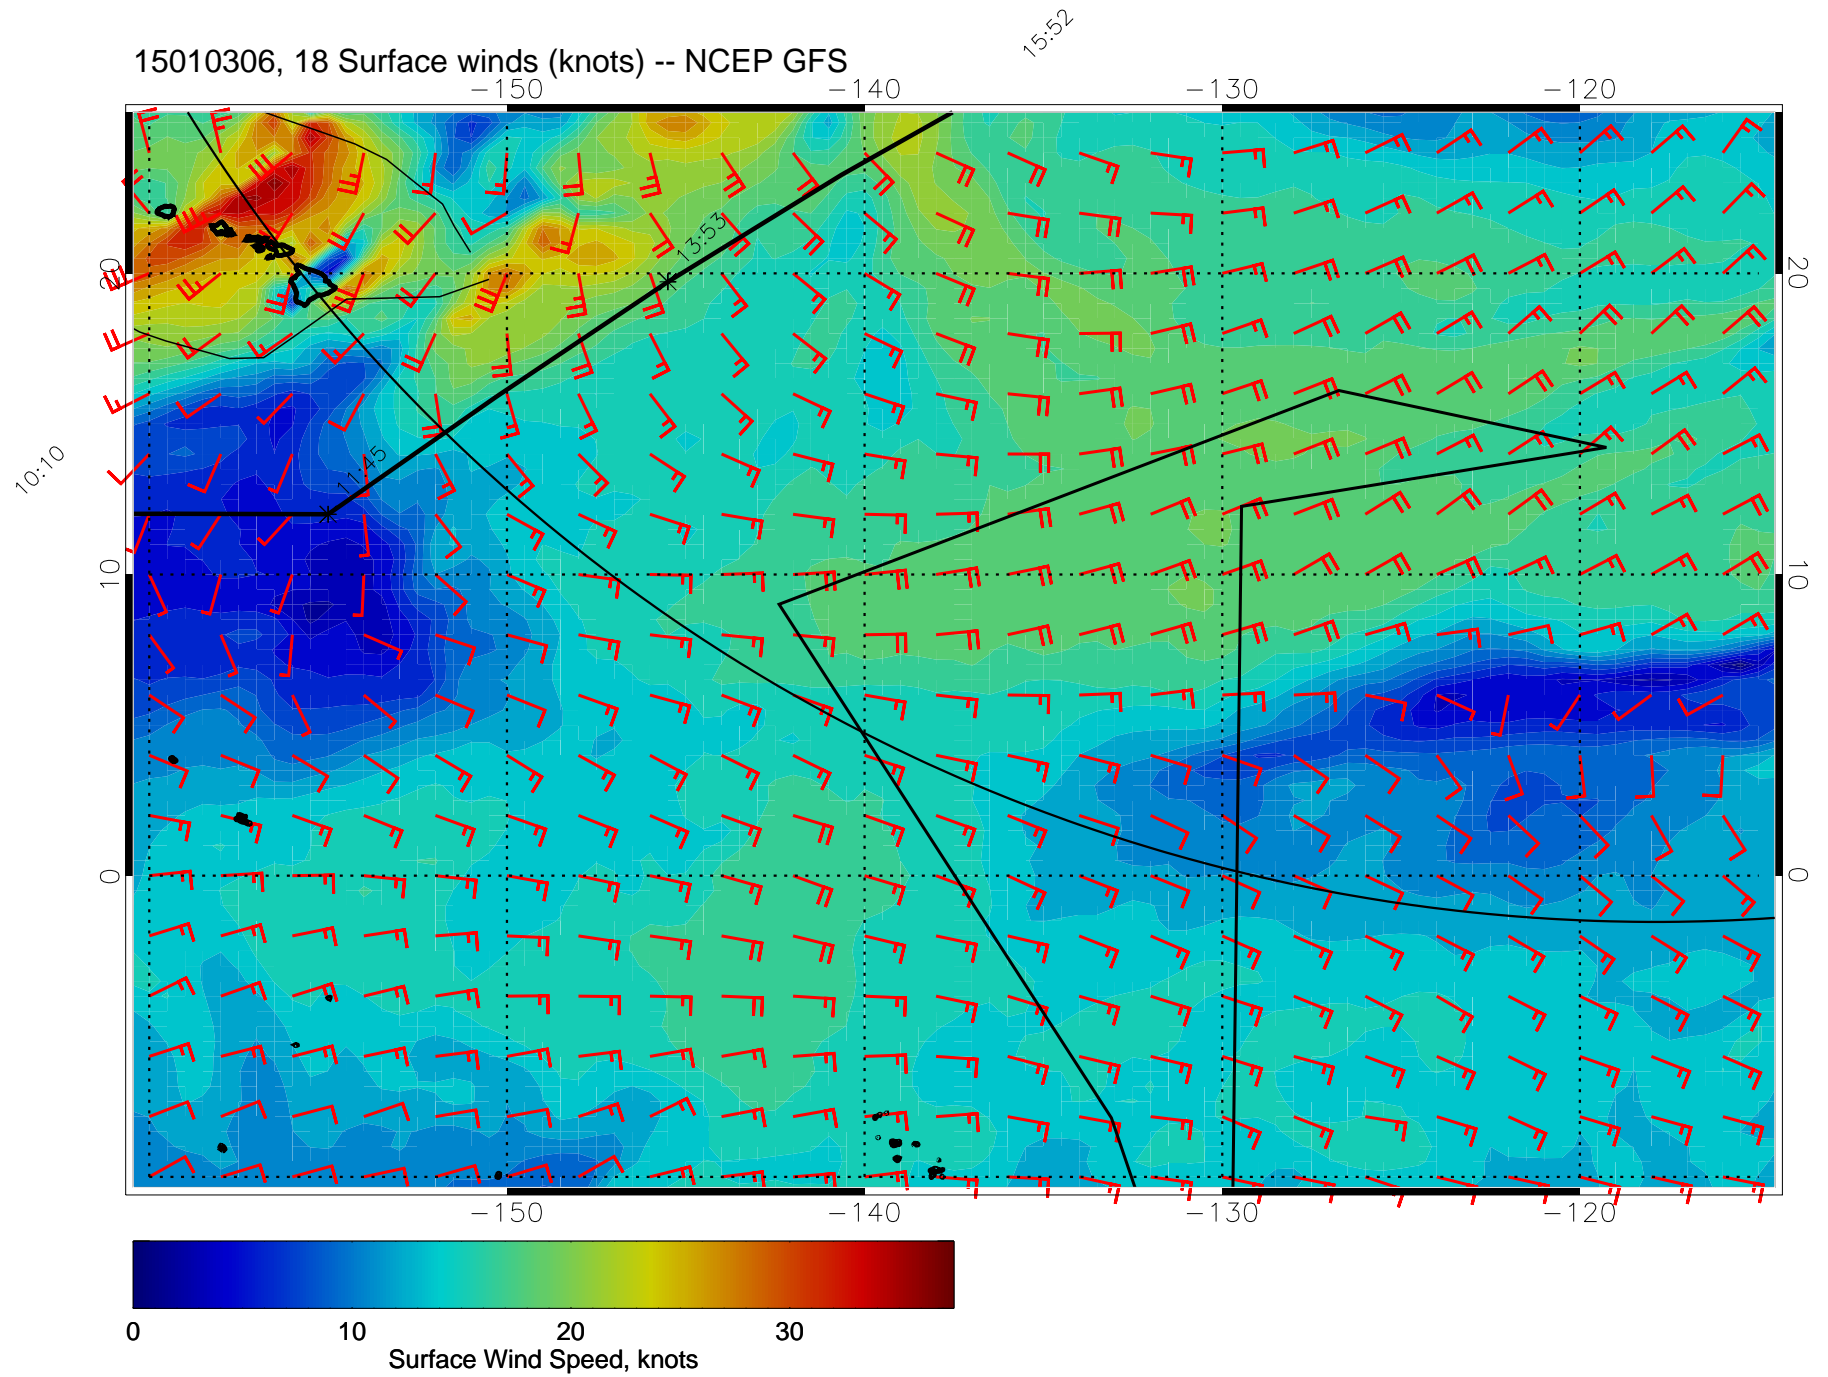 15:52
15010306, 18 Surface winds (knots) -- NCEP GFS
-150 -140 -130 -120
13:53
20 20
10:10
11:45
10 10
0 0
-150 -140 -130 -120
0 10 20 30
Surface Wind Speed, knots